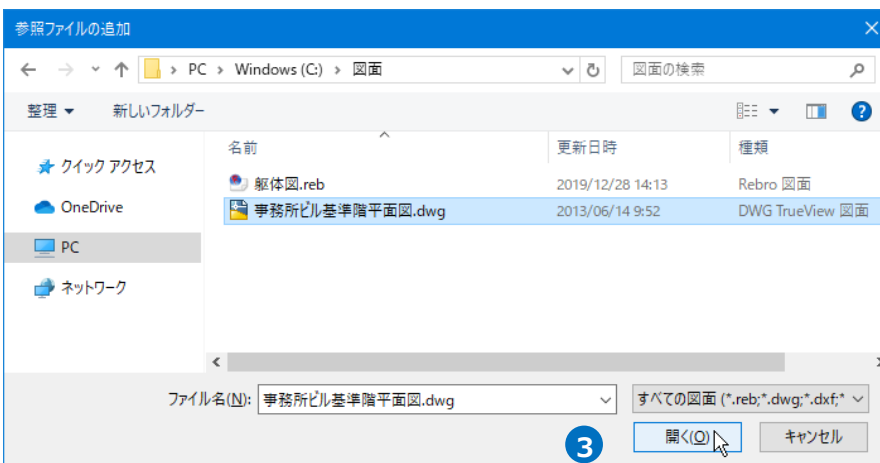 参照ファイルの追加
PC › Windows (C:) › 図面
図面の検索
整理 新しいフォルダー
名前 更新日時 種類
クイック アクセス
躯体図.reb 2019/12/28 14:13 Rebro 図面
OneDrive
事務所ビル基準階平面図.dwg 2013/06/14 9:52 DWG TrueView 図面
PC
ネットワーク
ファイル名(N): 事務所ビル基準階平面図.dwg すべての図面 (*.reb;*.dwg;*.dxf;*
3 開く(O) キャンセル